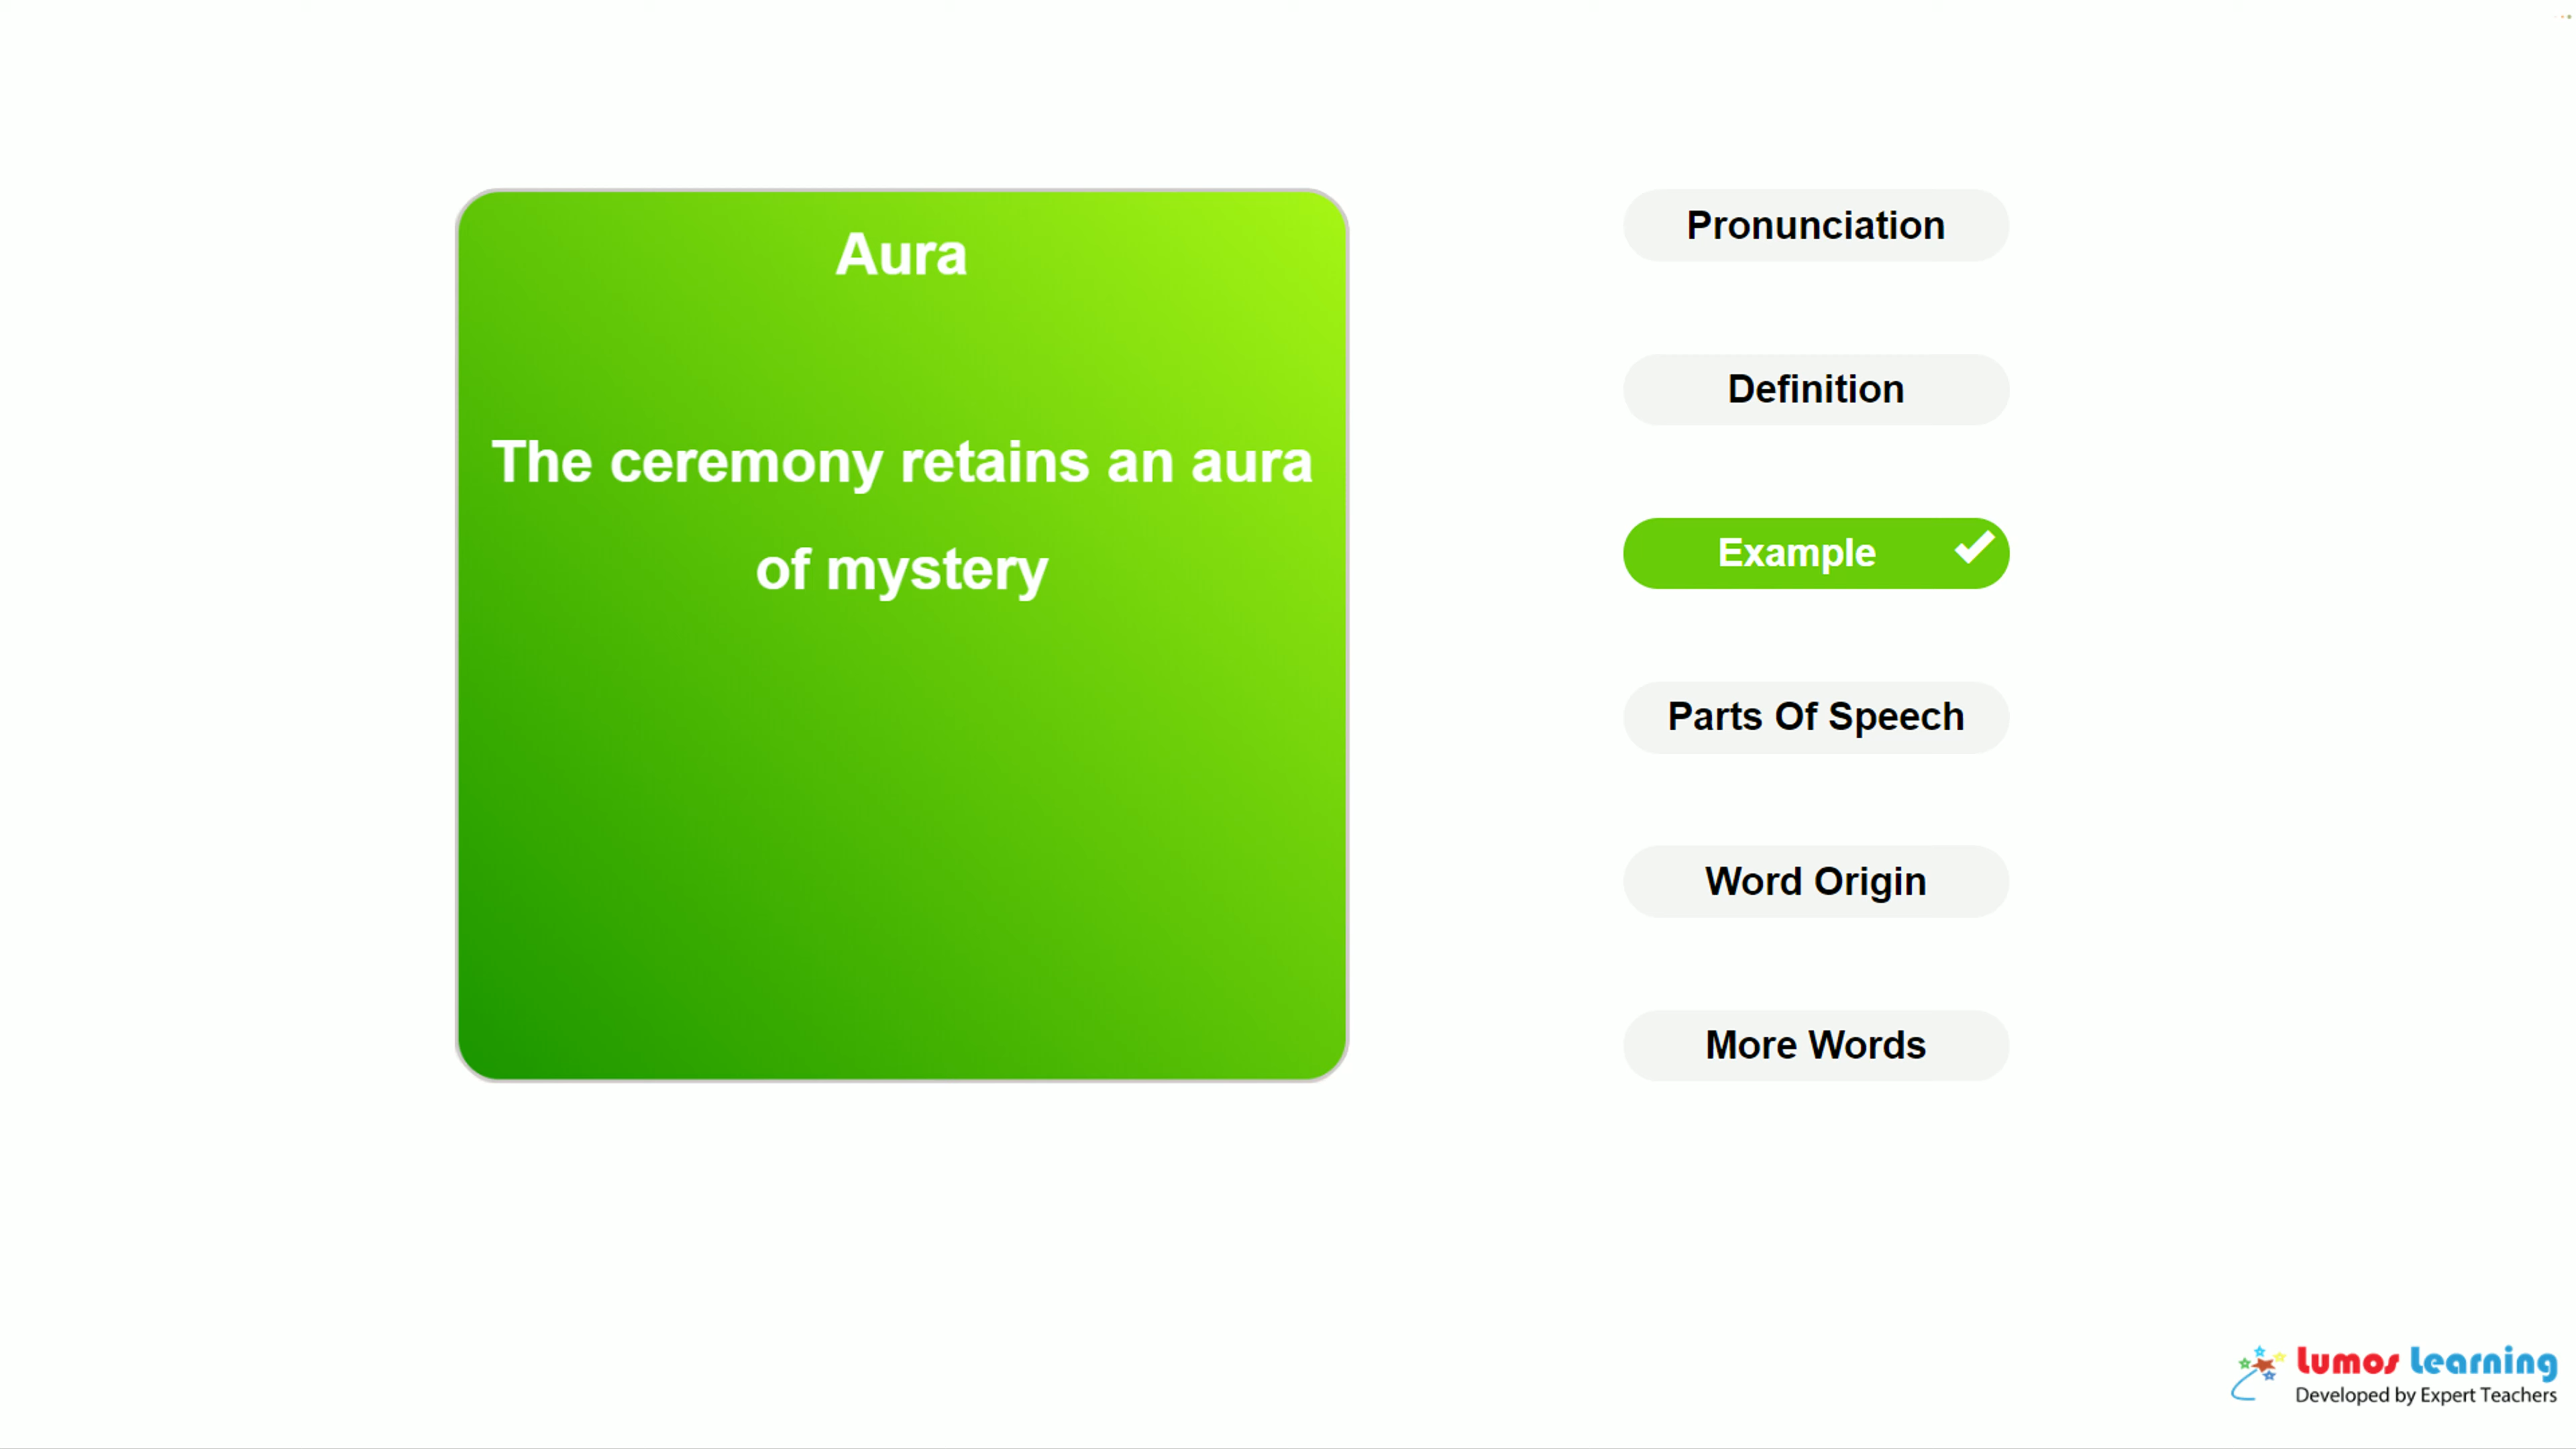 Aura
The ceremony retains an aura
of mystery
Pronunciation
Definition
Example
Parts Of Speech
Word Origin
More Words
Lumos Learning
Developed by Expert Teachers